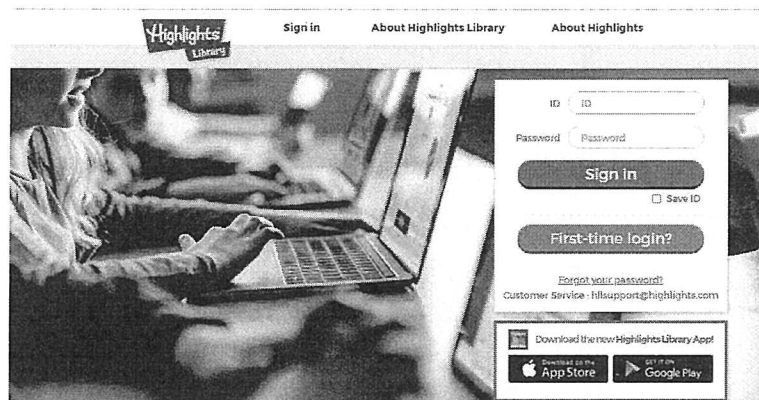 Highlights
Library
Sign in
About Highlights Library
About Highlights
ID
ID
Password
Password
Sign in
Save ID
First-time login?
Forgot your password?
Customer Service : hllsupport@highlights.com
Download the new Highlights Library App!
Download on the
App Store
GET IT ON
Google Play